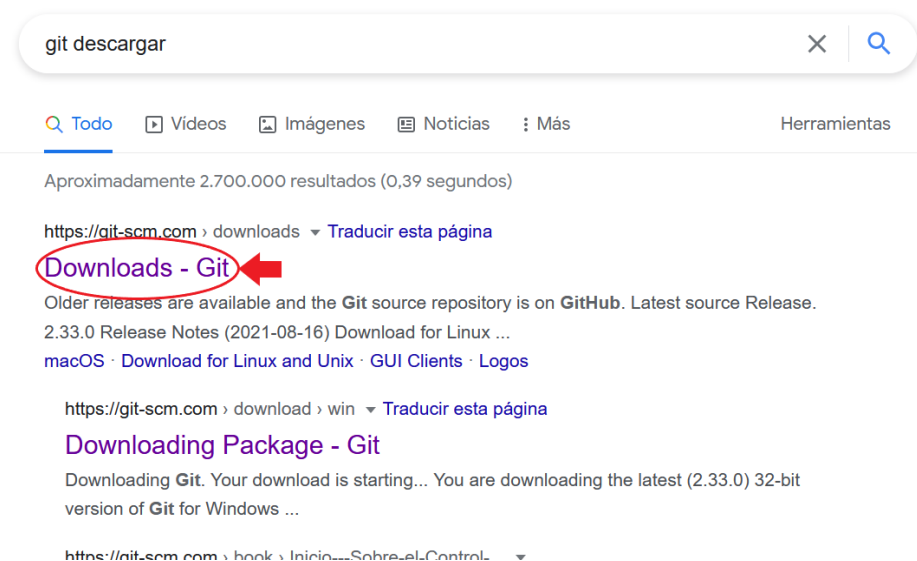 git descargar
Todo Vídeos Imágenes Noticias Más Herramientas
Aproximadamente 2.700.000 resultados (0,39 segundos)
https://git-scm.com › downloads Traducir esta página
Downloads - Git
Older releases are available and the Git source repository is on GitHub. Latest source Release.
2.33.0 Release Notes (2021-08-16) Download for Linux ...
macOS · Download for Linux and Unix · GUI Clients · Logos
https://git-scm.com › download › win Traducir esta página
Downloading Package - Git
Downloading Git. Your download is starting... You are downloading the latest (2.33.0) 32-bit
version of Git for Windows ...
https://git-scm.com › book › Inicio---Sobre-el-Control-...